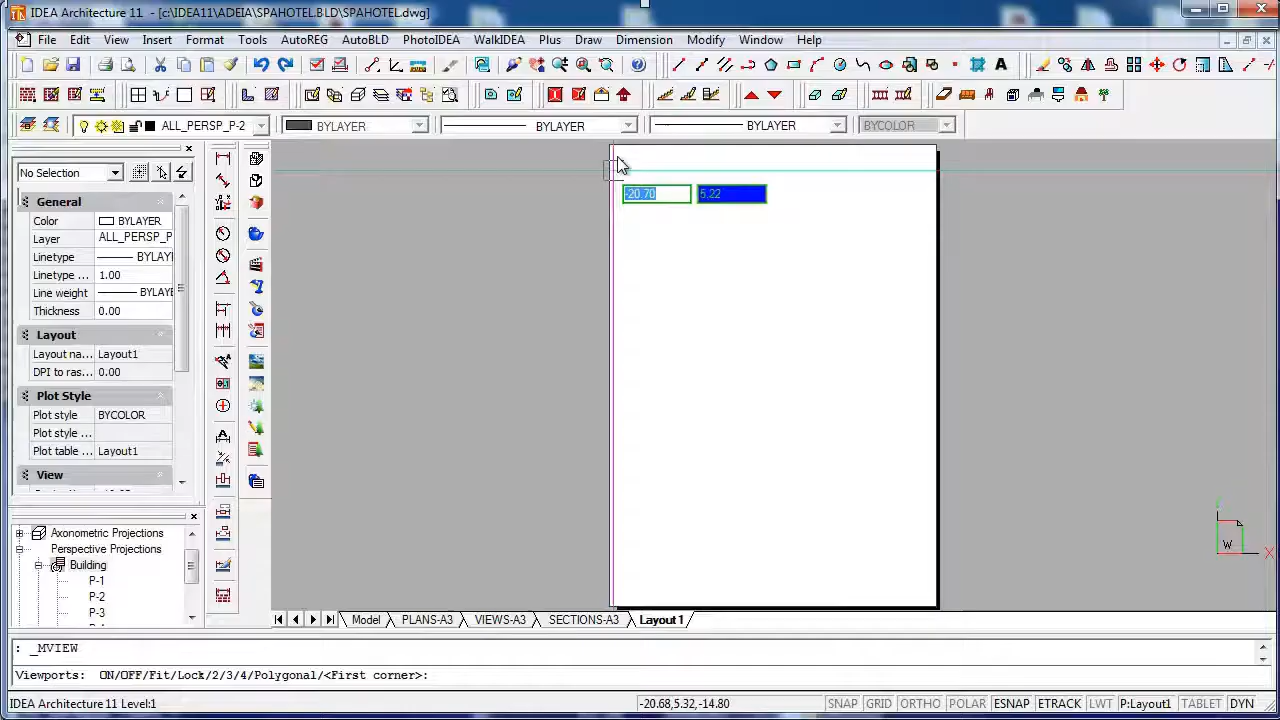 IDEA Architecture 11 - [c:\IDEA11\ADEIA\SPAHOTEL.BLD\SPAHOTEL.dwg]
File Edit View Insert Format Tools AutoREG AutoBLD PhotoIDEA WalkIDEA Plus Draw Dimension Modify Window Help
ALL_PERSP_P-2 BYLAYER BYLAYER BYLAYER BYCOLOR
No Selection
General
Color BYLAYER
Layer ALL_PERSP_P
Linetype BYLAY
Linetype ... 1.00
Line weight BYLAYE
Thickness 0.00
Layout
Layout na... Layout1
DPI to ras... 0.00
Plot Style
Plot style BYCOLOR
Plot style ...
Plot table ... Layout1
View
Axonometric Projections
Perspective Projections
Building
P-1
P-2
P-3
-20.70 5.22
W X
Model PLANS-A3 VIEWS-A3 SECTIONS-A3 Layout1
: _MVIEW
Viewports: ON/OFF/Fit/Lock/2/3/4/Polygonal/<First corner>:
IDEA Architecture 11 Level:1 -20.68,5.32,-14.80 SNAP GRID ORTHO POLAR ESNAP ETRACK LWT P:Layout1 TABLET DYN